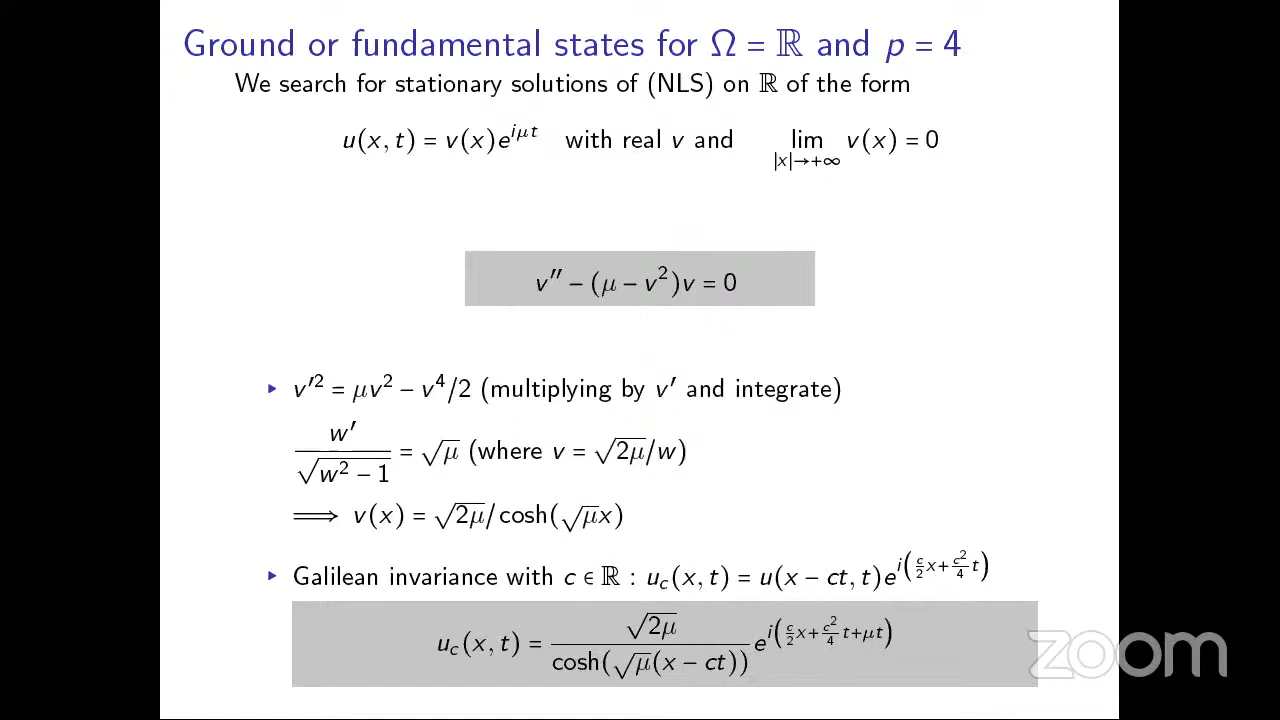 Ground or fundamental states for Ω = ℝ and p = 4
We search for stationary solutions of (NLS) on ℝ of the form
u(x, t) = v(x)e^{iμt} with real v and lim_{|x|→+∞} v(x) = 0
v″ − (μ − v²)v = 0
▸ v′² = μv² − v⁴/2 (multiplying by v′ and integrate)
w′/√(w² − 1) = √μ (where v = √(2μ)/w)
⟹ v(x) = √(2μ)/cosh(√μx)
▸ Galilean invariance with c ∈ ℝ : u_c(x, t) = u(x − ct, t)e^{i(c/2 x + c²/4 t)}
u_c(x, t) = √(2μ)/cosh(√μ(x − ct)) e^{i(c/2 x + c²/4 t + μt)}
zoom